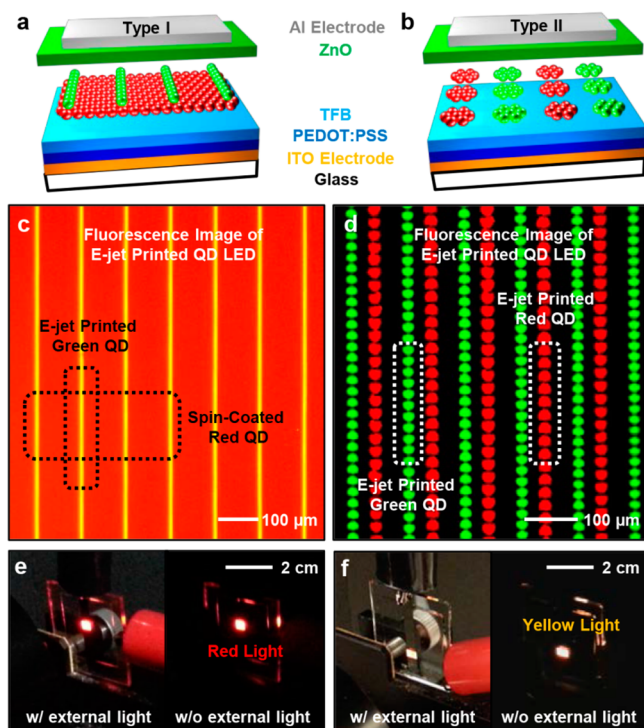 a
Type I
Al Electrode
ZnO
TFB
PEDOT:PSS
ITO Electrode
Glass
b
Type II
c
Fluorescence Image of
E-jet Printed QD LED
E-jet Printed
Green QD
Spin-Coated
Red QD
100 µm
d
Fluorescence Image of
E-jet Printed QD LED
E-jet Printed
Red QD
E-jet Printed
Green QD
100 µm
e
2 cm
Red Light
w/ external light
w/o external light
f
2 cm
Yellow Light
w/ external light
w/o external light